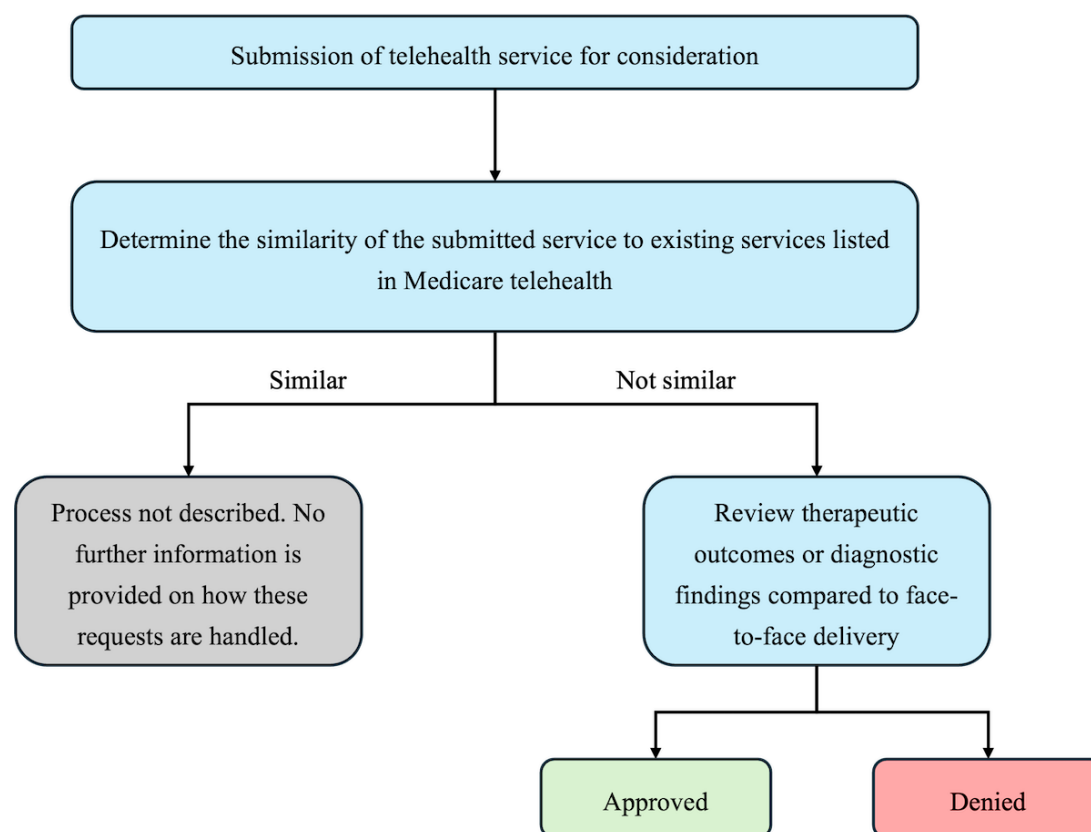 Submission of telehealth service for consideration
Determine the similarity of the submitted service to existing services listed
in Medicare telehealth
Similar
Not similar
Process not described. No
further information is
provided on how these
requests are handled.
Review therapeutic
outcomes or diagnostic
findings compared to face-
to-face delivery
Approved
Denied